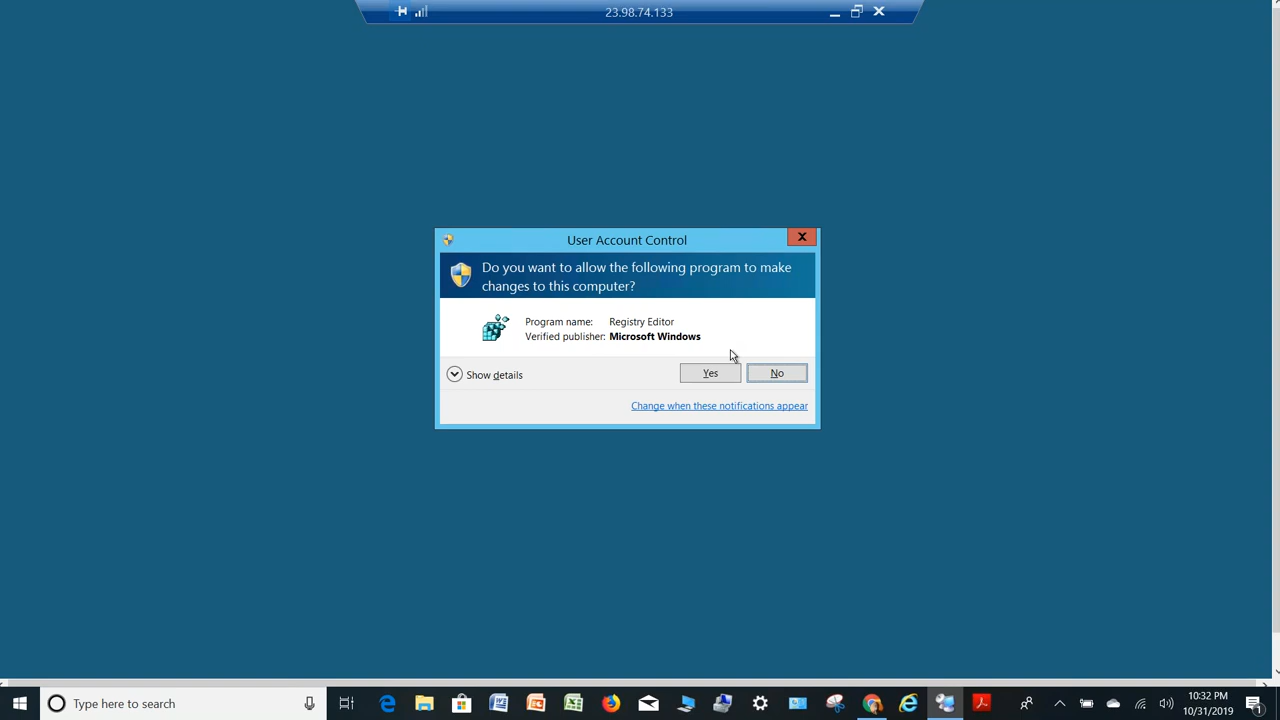 23.98.74.133
User Account Control
Do you want to allow the following program to make
changes to this computer?
Program name: Registry Editor
Verified publisher: Microsoft Windows
Show details
Yes
No
Change when these notifications appear
Type here to search
10:32 PM
10/31/2019
1